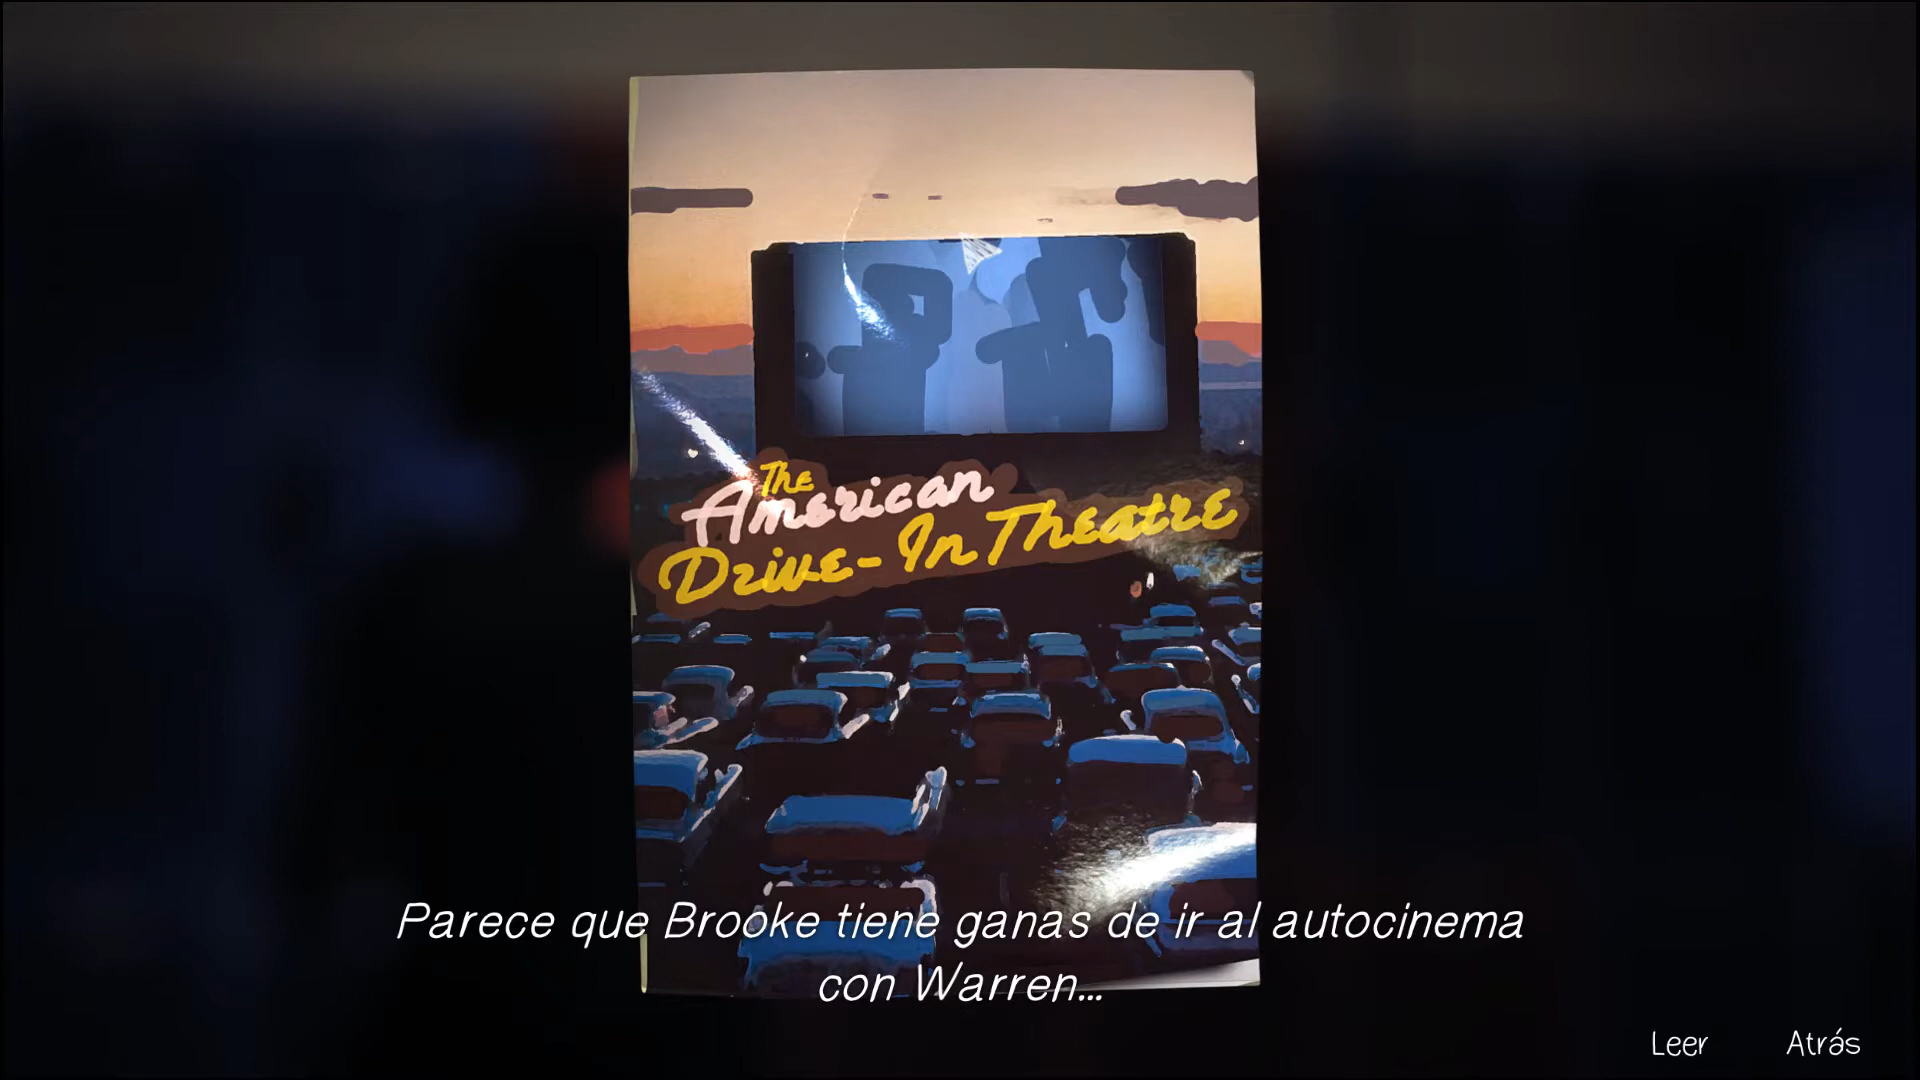 The
American
Drive-In Theatre
Parece que Brooke tiene ganas de ir al autocinema
con Warren...
Leer Atrás